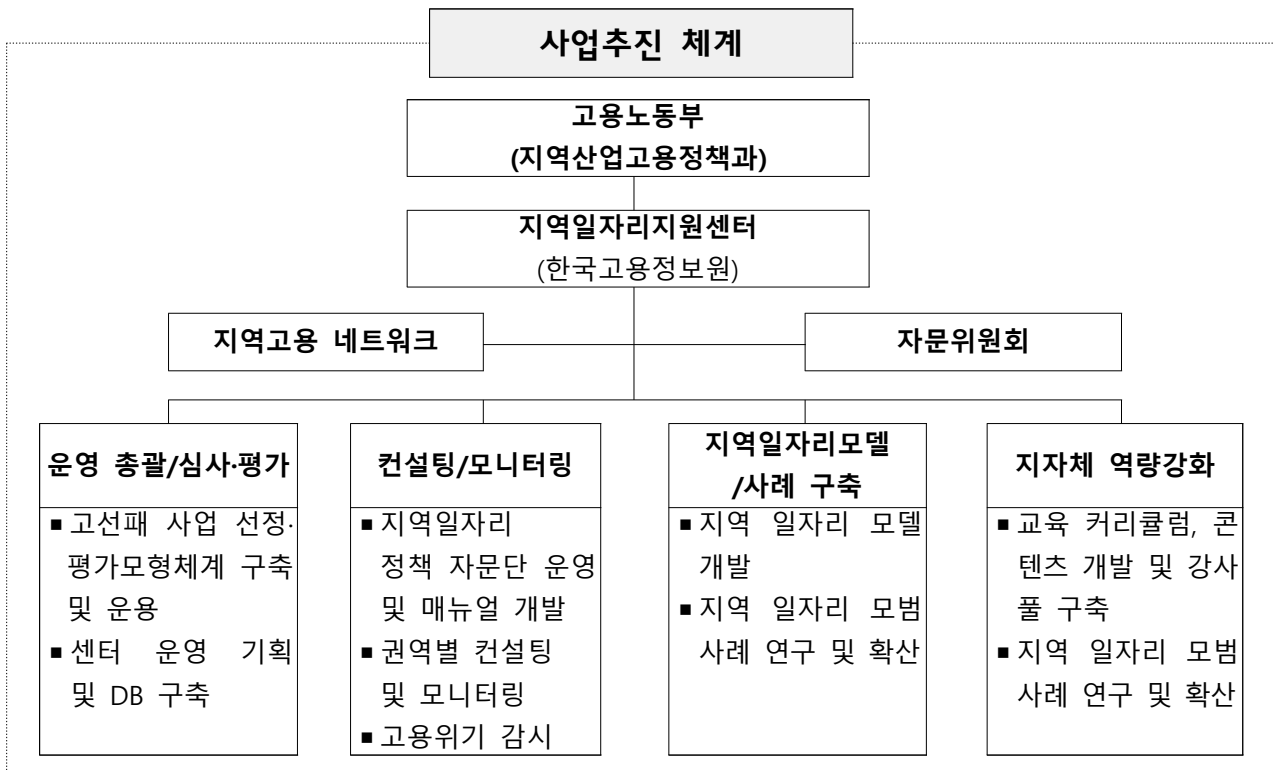 사업추진 체계
고용노동부
(지역산업고용정책과)
지역일자리지원센터
(한국고용정보원)
지역고용 네트워크
자문위원회
운영 총괄/심사·평가
■ 고선패 사업 선정·
평가모형체계 구축
및 운용
■ 센터 운영 기획
및 DB 구축
컨설팅/모니터링
■ 지역일자리
정책 자문단 운영
및 매뉴얼 개발
■ 권역별 컨설팅
및 모니터링
■ 고용위기 감시
지역일자리모델
/사례 구축
■ 지역 일자리 모델
개발
■ 지역 일자리 모범
사례 연구 및 확산
지자체 역량강화
■ 교육 커리큘럼, 콘
텐츠 개발 및 강사
풀 구축
■ 지역 일자리 모범
사례 연구 및 확산